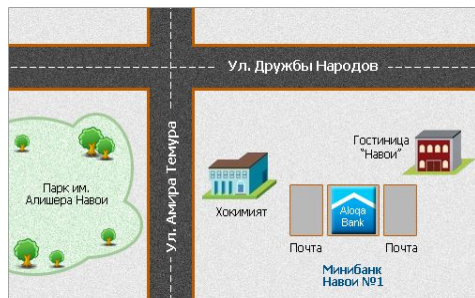 Ул. Дружбы Народов
Ул. Амира Темура
Гостиница
"Навои"
Парк им.
Алишера Навои
Хокимият
Aloqa
Bank
Почта
Почта
Минибанк
Навои №1